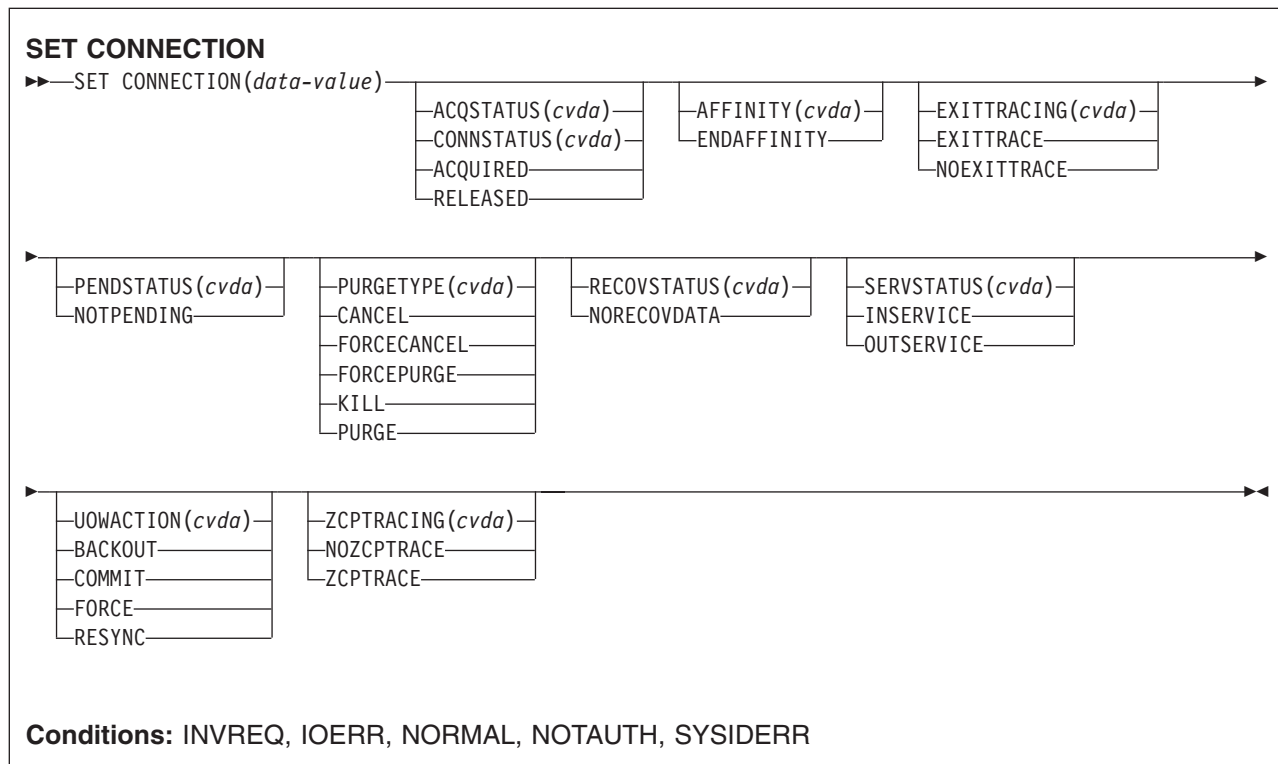 SET CONNECTION
SET CONNECTION(data-value)
ACQSTATUS(cvda)
CONNSTATUS(cvda)
ACQUIRED
RELEASED
AFFINITY(cvda)
ENDAFFINITY
EXITTRACING(cvda)
EXITTRACE
NOEXITTRACE
PENDSTATUS(cvda)
NOTPENDING
PURGETYPE(cvda)
CANCEL
FORCECANCEL
FORCEPURGE
KILL
PURGE
RECOVSTATUS(cvda)
NORECOVDATA
SERVSTATUS(cvda)
INSERVICE
OUTSERVICE
UOWACTION(cvda)
BACKOUT
COMMIT
FORCE
RESYNC
ZCPTRACING(cvda)
NOZCPTRACE
ZCPTRACE
Conditions: INVREQ, IOERR, NORMAL, NOTAUTH, SYSIDERR